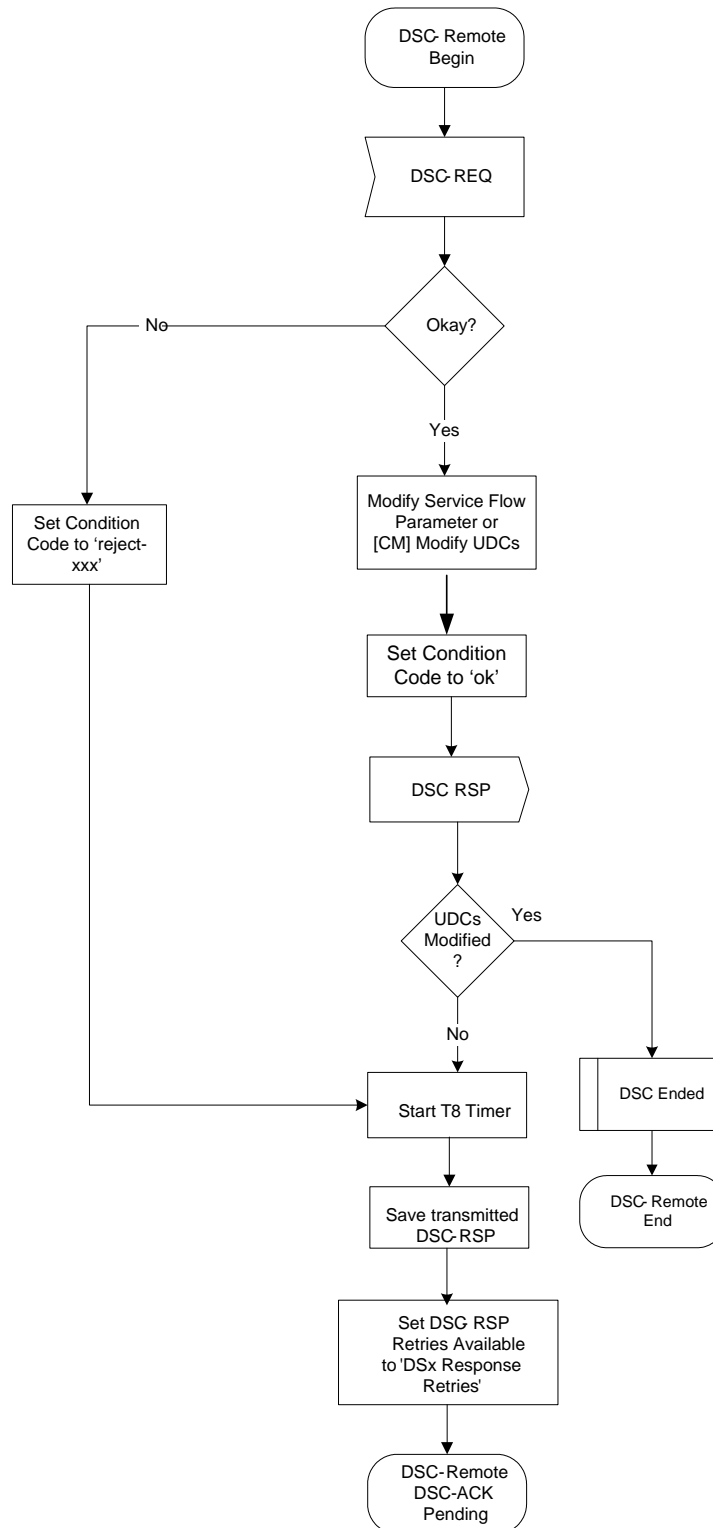 DSC- Remote
Begin
DSC-REQ
Okay?
No
Yes
Modify Service Flow
Parameter or
[CM] Modify UDCs
Set Condition
Code to ‘reject-
xxx’
Set Condition
Code to ‘ok’
DSC RSP
UDCs
Modified
?
Yes
No
DSC Ended
Start T8 Timer
DSC- Remote
End
Save transmitted
DSC-RSP
Set DSC- RSP
Retries Available
to 'DSx Response
Retries'
DSC-Remote
DSC-ACK
Pending